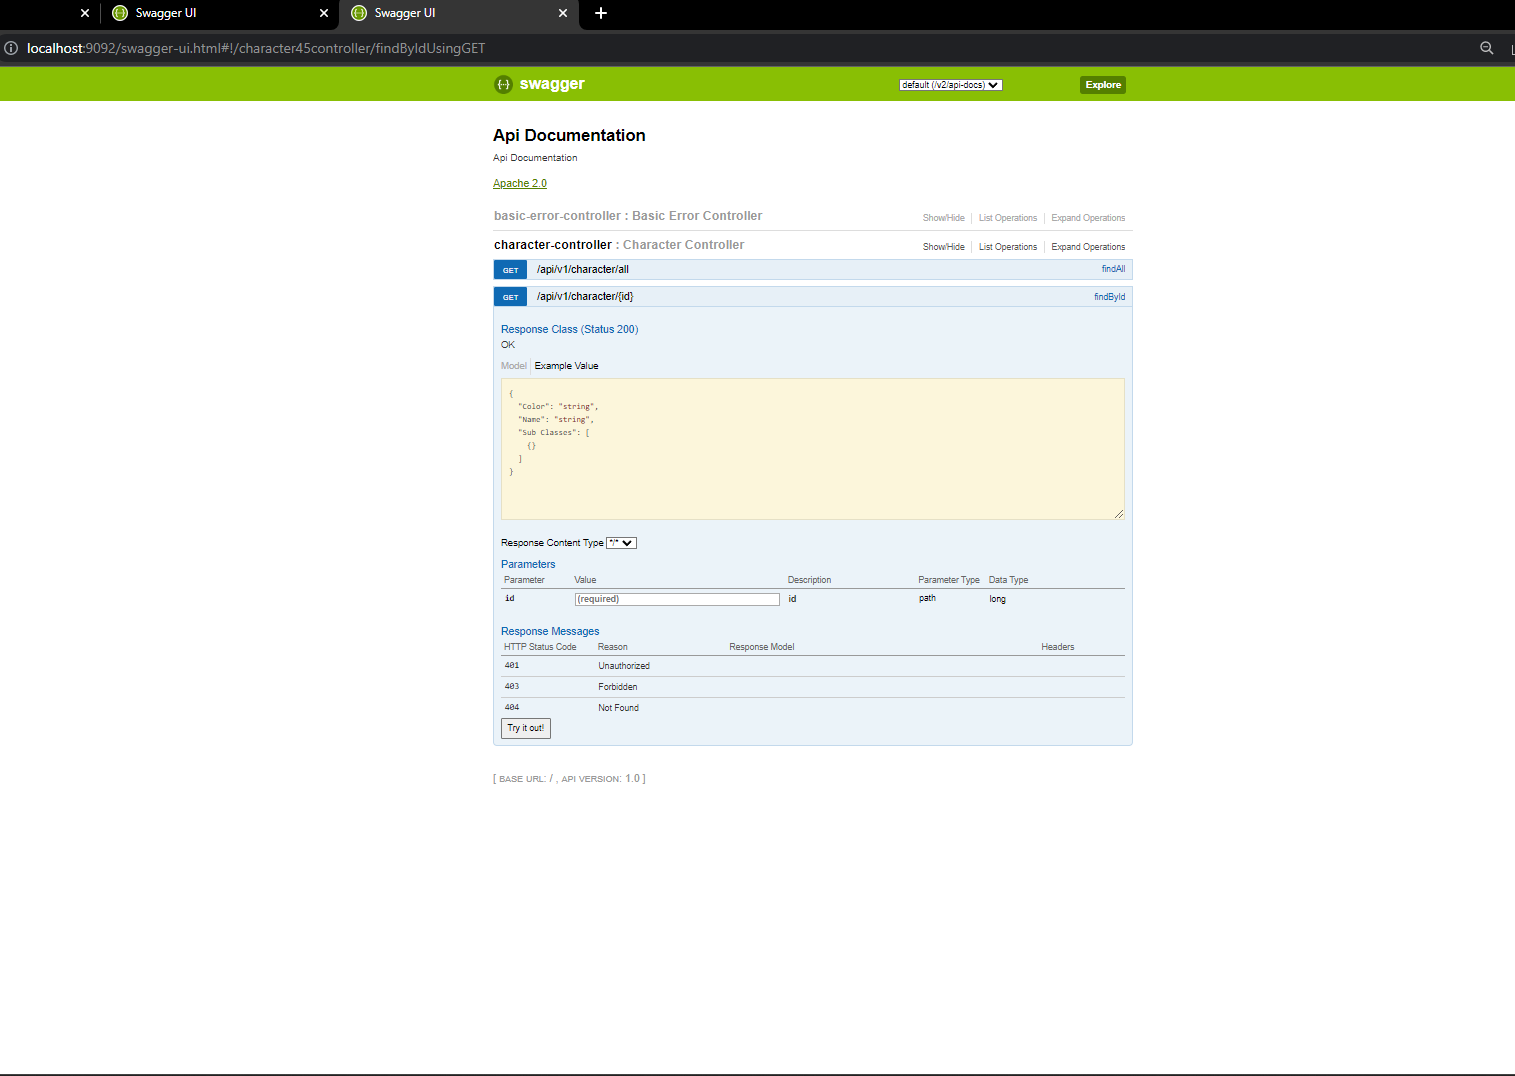 Swagger UI
Swagger UI
localhost:9092/swagger-ui.html#!/character45controller/findByIdUsingGET
{··} swagger
default (/v2/api-docs)
Explore
Api Documentation
Api Documentation
Apache 2.0
basic-error-controller : Basic Error Controller
Show/Hide | List Operations | Expand Operations
character-controller : Character Controller
Show/Hide | List Operations | Expand Operations
GET /api/v1/character/all findAll
GET /api/v1/character/{id} findById
Response Class (Status 200)
OK
Model | Example Value
{
"Color": "string",
"Name": "string",
"Sub Classes": [
{}
]
}
Response Content Type */*
Parameters
Parameter Value Description Parameter Type Data Type
id (required) id path long
Response Messages
HTTP Status Code Reason Response Model Headers
401 Unauthorized
403 Forbidden
404 Not Found
Try it out!
[ BASE URL: / , API VERSION: 1.0 ]